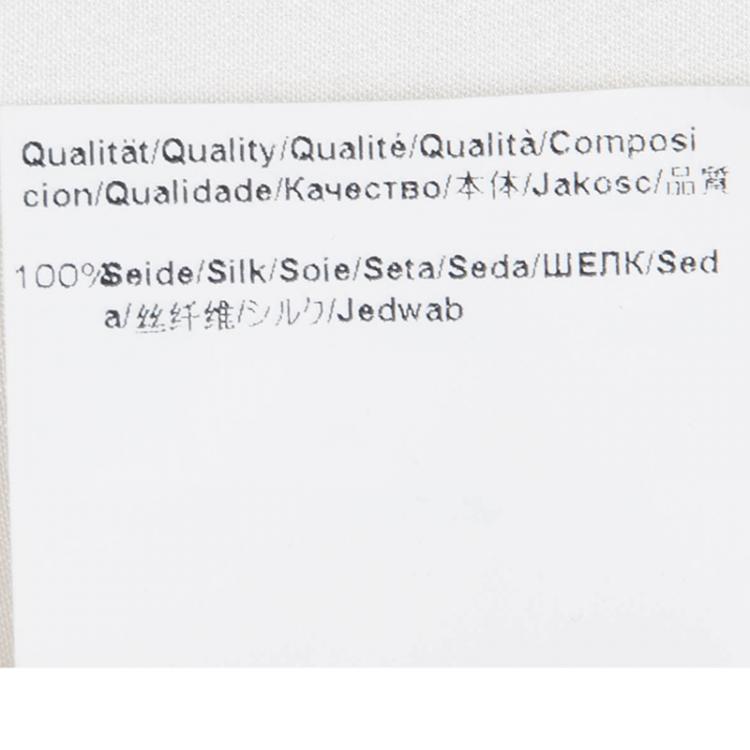 Qualität/Quality/Qualité/Qualità/Composi
cion/Qualidade/Качество/本体/Jakosc/品質
100%Seide/Silk/Soie/Seta/Seda/ШЕЛК/Sed
a/丝纤维/シルク/Jedwab